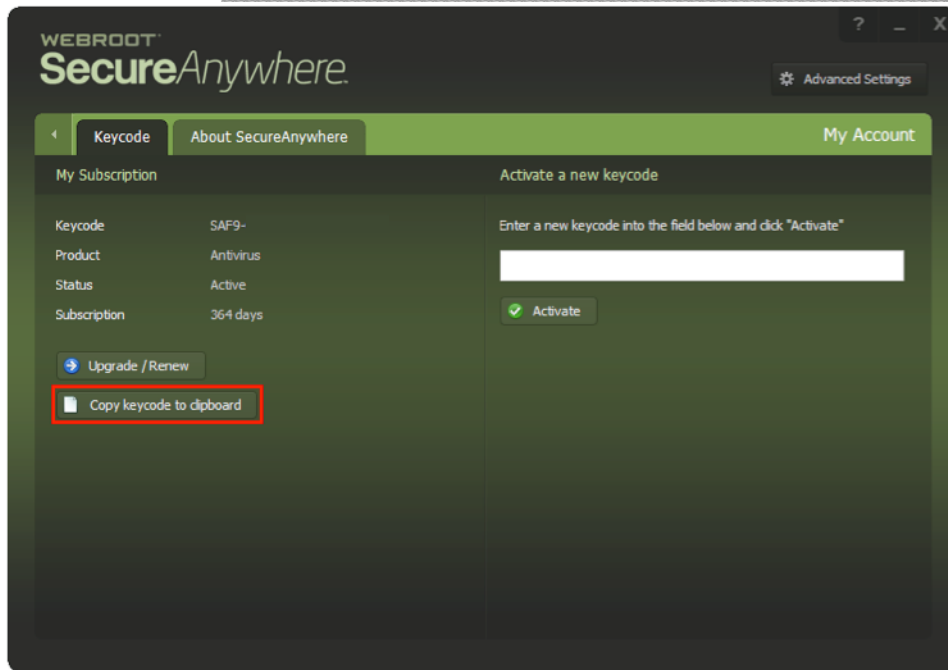 ? _ X
WEBROOT
SecureAnywhere.
Advanced Settings
Keycode
About SecureAnywhere
My Account
My Subscription
Activate a new keycode
Keycode SAF9-
Product Antivirus
Status Active
Subscription 364 days
Upgrade / Renew
Copy keycode to clipboard
Enter a new keycode into the field below and click "Activate"
Activate